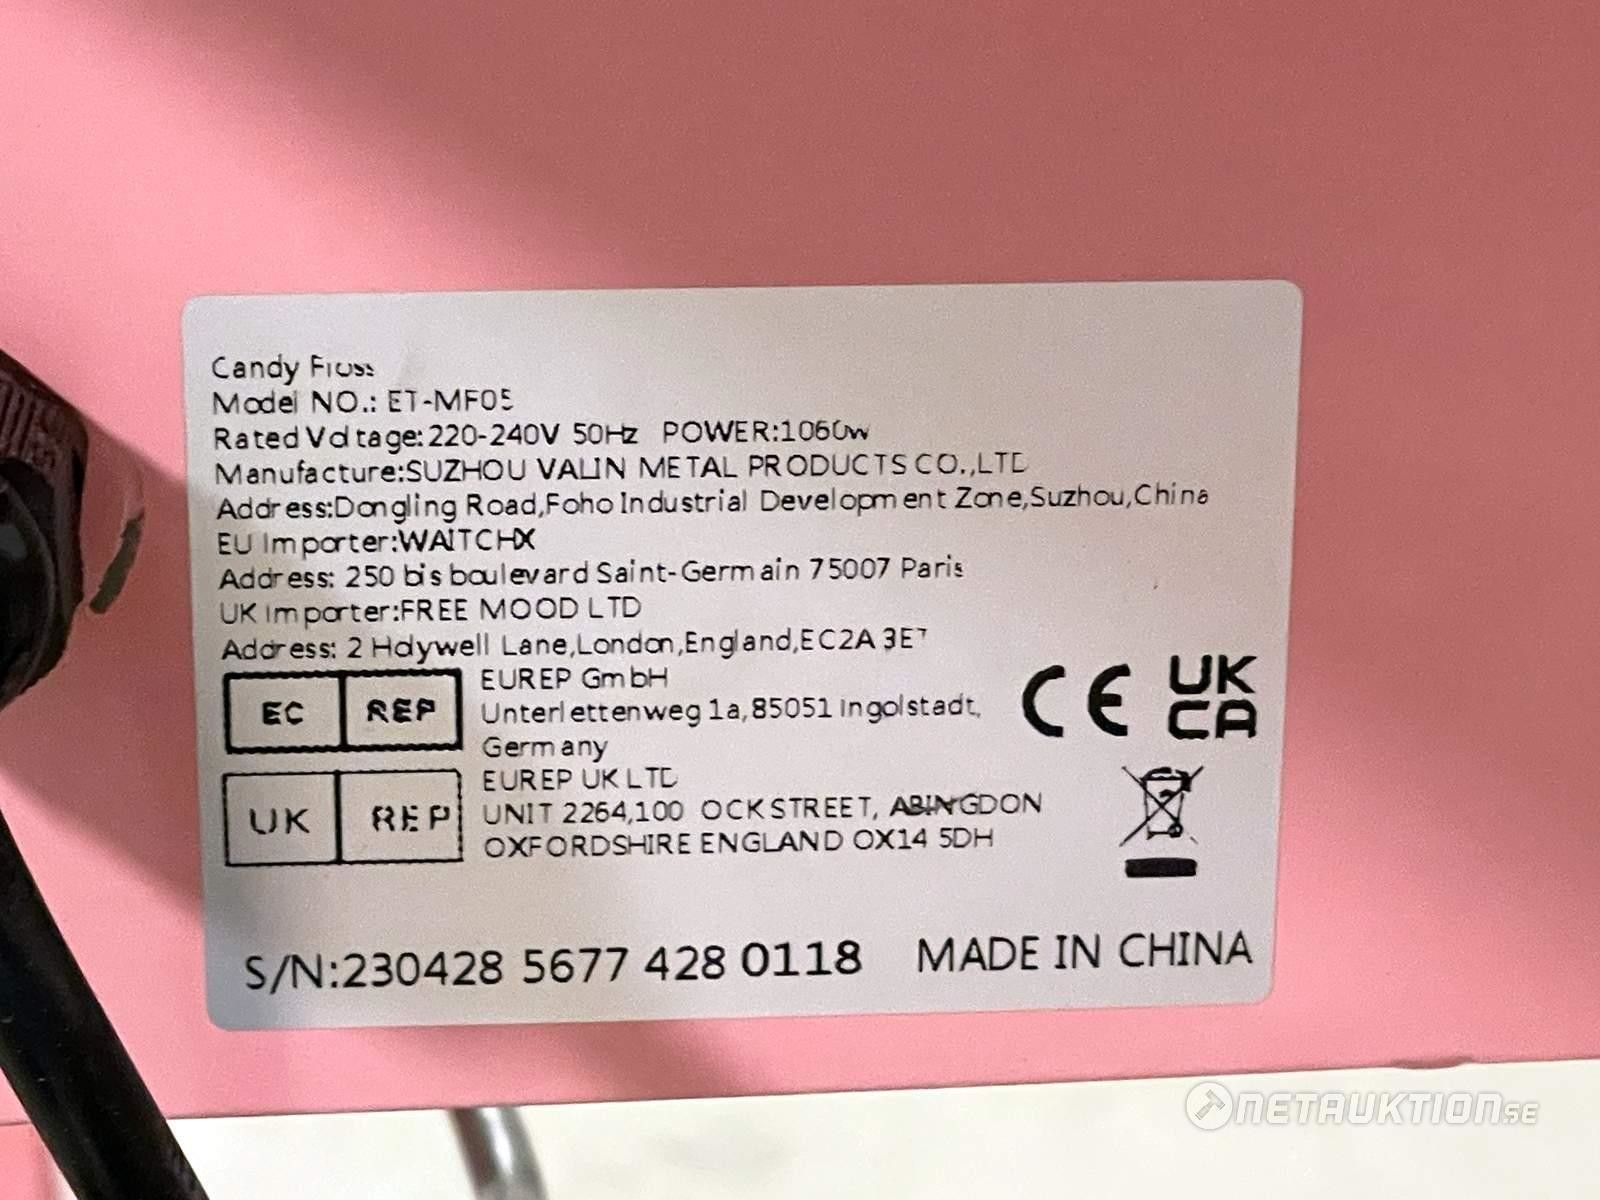 Candy Floss
Model NO.: ET-MF05
Rated Voltage:220-240V 50Hz POWER:1060w
Manufacture:SUZHOU VALIN METAL PRODUCTS CO.,LTD
Address:Dongling Road,Foho Industrial Development Zone,Suzhou,China
EU Importer:WAITCHX
Address: 250 bis boulevard Saint-Germain 75007 Paris
UK Importer:FREE MOOD LTD
Address: 2 Holywell Lane,London,England,EC2A 3ET
EC REP
EUREP GmbH
Unterlettenweg 1a,85051 Ingolstadt,
Germany
CE
UK
CA
UK REP
EUREP UK LTD
UNIT 2264,100 OCK STREET, ABINGDON
OXFORDSHIRE ENGLAND OX14 5DH
S/N:230428 5677 428 0118 MADE IN CHINA
NETAUKTION.SE